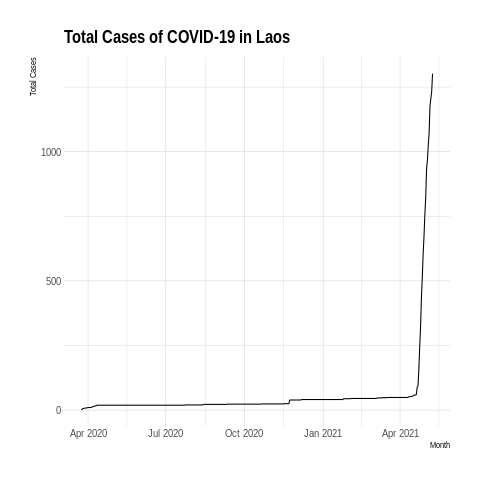 Total Cases of COVID-19 in Laos
Total Cases
1000
500
0
Apr 2020 Jul 2020 Oct 2020 Jan 2021 Apr 2021
Month